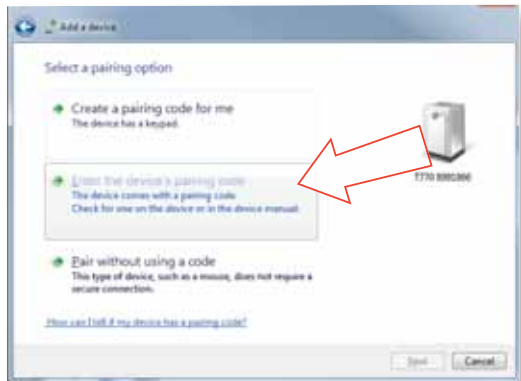 Add a device
Select a pairing option
Create a pairing code for me
The device has a keypad.
Enter the device's pairing code
The device comes with a pairing code.
Check for one on the device or in the device manual.
Pair without using a code
This type of device, such as a mouse, does not require a
secure connection.
How can I tell if my device has a pairing code?
T770
Next
Cancel